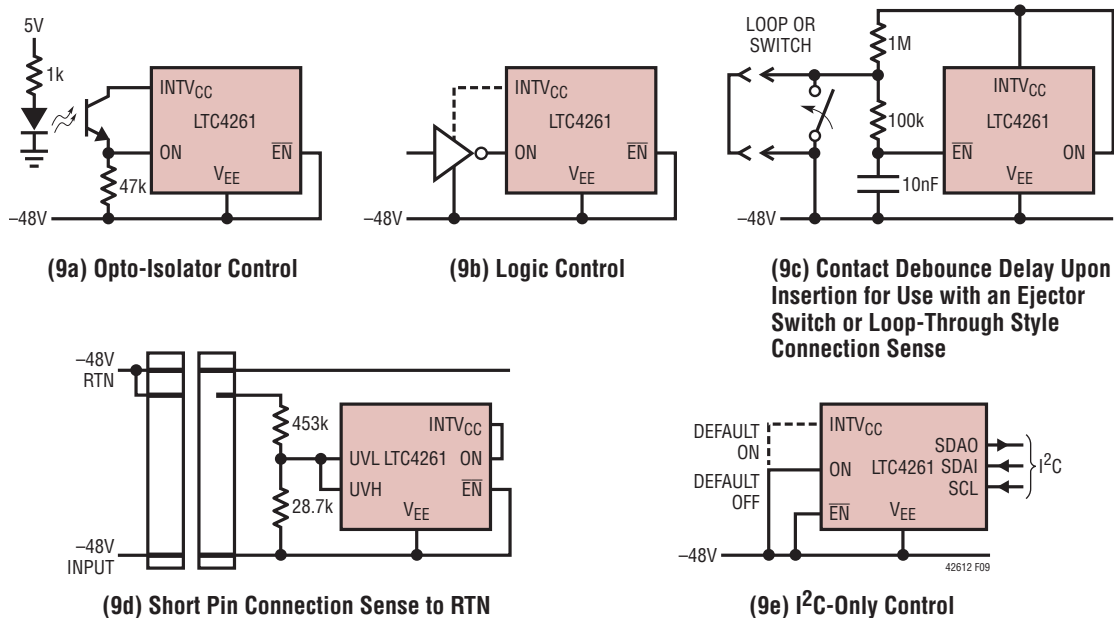 5V
1k
INTVCC
LTC4261
ON
EN
47k
VEE
–48V
(9a) Opto-Isolator Control
INTVCC
LTC4261
ON
EN
VEE
–48V
(9b) Logic Control
LOOP OR
SWITCH
1M
INTVCC
LTC4261
100k
EN
ON
VEE
10nF
–48V
(9c) Contact Debounce Delay Upon
Insertion for Use with an Ejector
Switch or Loop-Through Style
Connection Sense
–48V
RTN
453k
INTVCC
UVL LTC4261 ON
UVH
EN
28.7k
VEE
–48V
INPUT
(9d) Short Pin Connection Sense to RTN
DEFAULT
ON
DEFAULT
OFF
INTVCC
SDAO
ON
LTC4261 SDAI
I²C
SCL
EN
VEE
–48V
42612 F09
(9e) I²C-Only Control